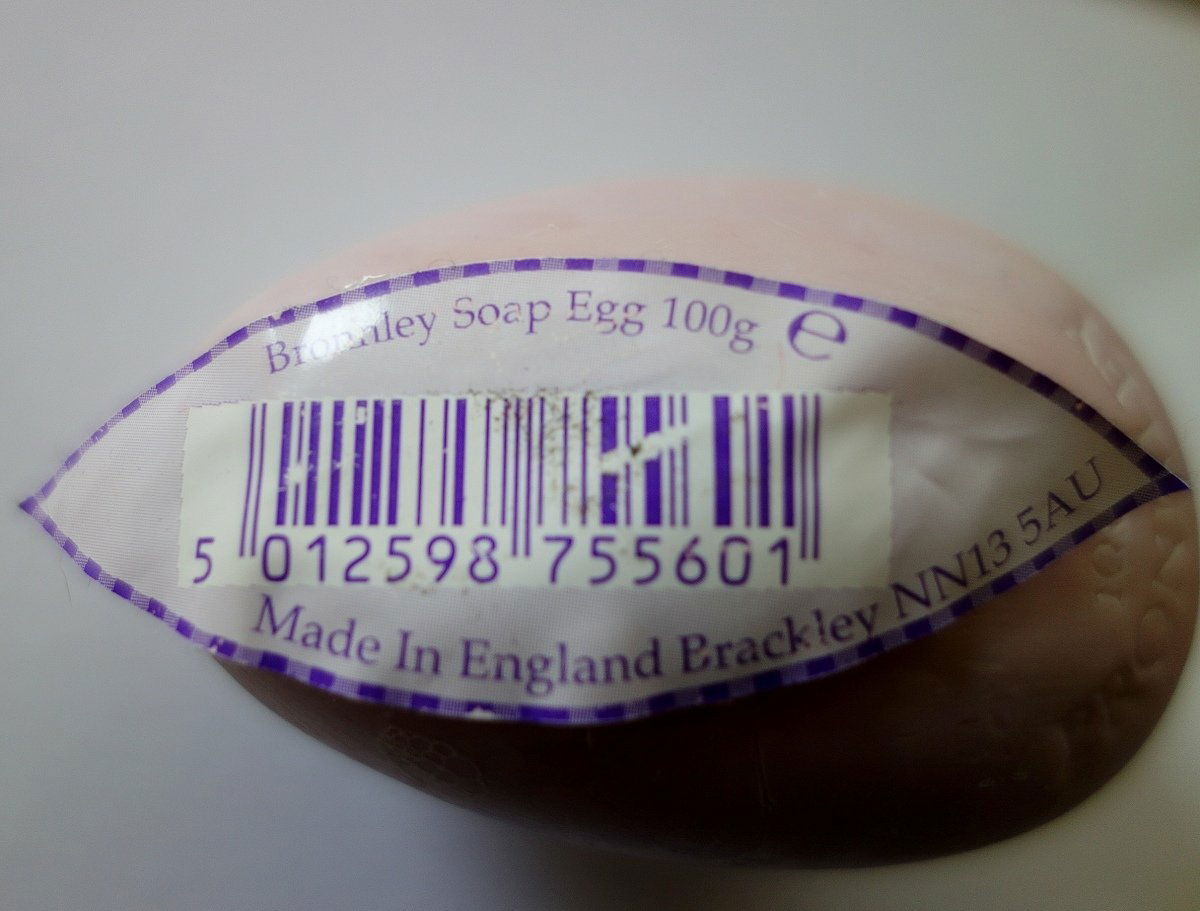 Bronnley Soap Egg 100g e
5 012598 755601
Made In England Brackley NN13 5AU